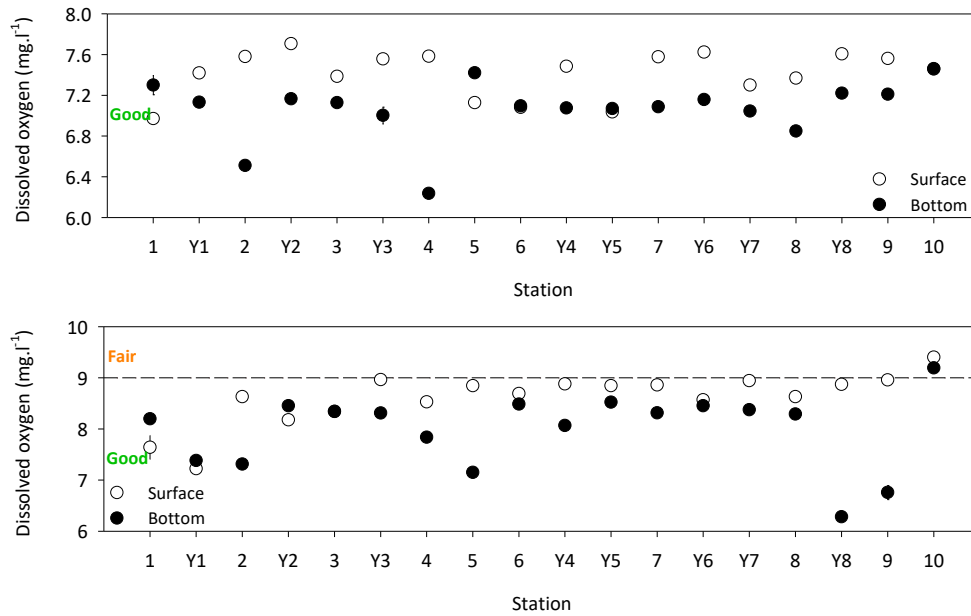 Dissolved oxygen (mg.l-1)
7.6
7.2
6.8
6.4
6.0
Good
Surface
Bottom
1 Y1 2 Y2 3 Y3 4 5 6 Y4 Y5 7 Y6 Y7 8 Y8 9 10
Station
Dissolved oxygen (mg.l-1)
10
9
8
7
6
Fair
Good
Surface
Bottom
1 Y1 2 Y2 3 Y3 4 5 6 Y4 Y5 7 Y6 Y7 8 Y8 9 10
Station
8.0